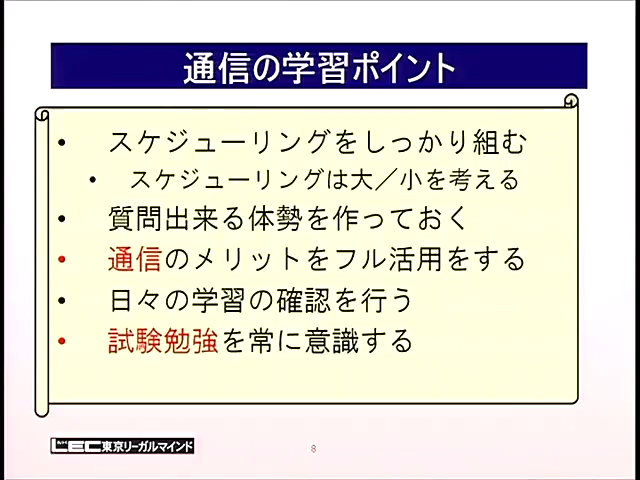 通信の学習ポイント
• スケジューリングをしっかり組む
• スケジューリングは大／小を考える
• 質問出来る体勢を作っておく
• 通信のメリットをフル活用をする
• 日々の学習の確認を行う
• 試験勉強を常に意識する
LEC東京リーガルマインド
8